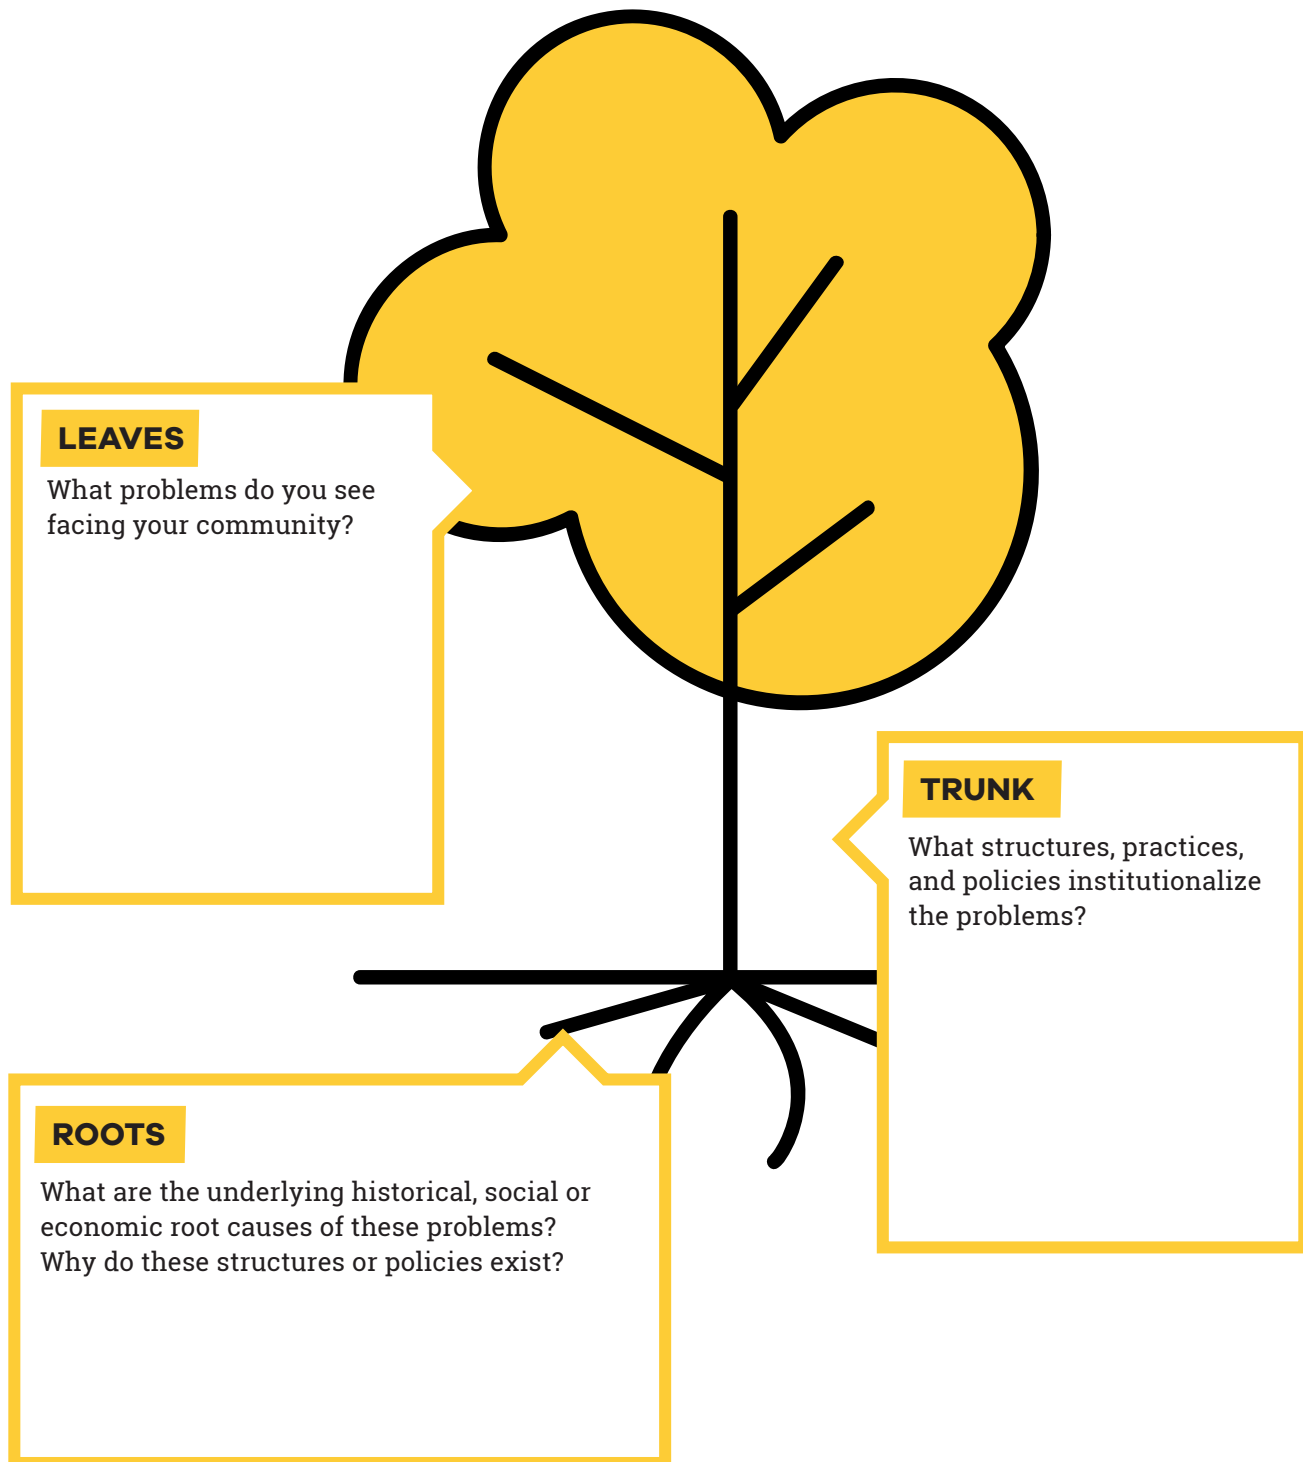 LEAVES
What problems do you see
facing your community?
TRUNK
What structures, practices,
and policies institutionalize
the problems?
ROOTS
What are the underlying historical, social or
economic root causes of these problems?
Why do these structures or policies exist?